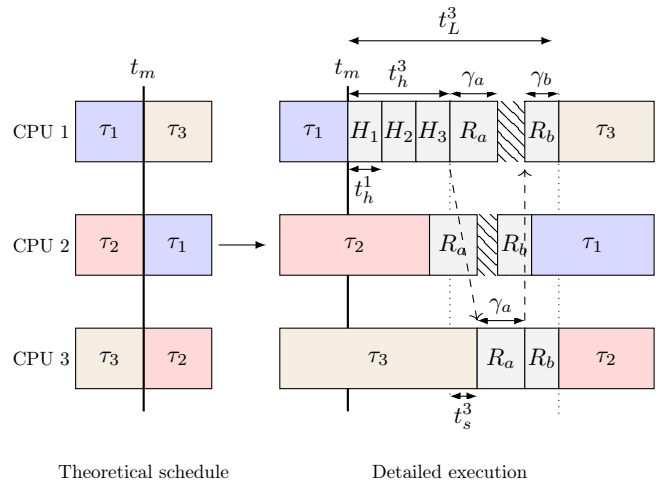 t_L^3
t_m t_m t_h^3 γ_a γ_b
CPU 1 τ_1 τ_3 τ_1 H_1 H_2 H_3 R_a R_b τ_3
t_h^1
CPU 2 τ_2 τ_1 τ_2 R_a R_b τ_1
γ_a
CPU 3 τ_3 τ_2 τ_3 R_a R_b τ_2
t_s^3
Theoretical schedule Detailed execution